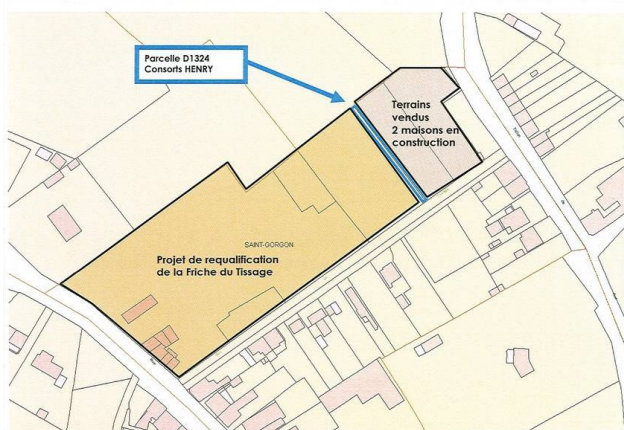 Parcelle D1324
Consorts HENRY
Terrains
vendus
2 maisons en
construction
SAINT-GORGON
Projet de requalification
de la Friche du Tissage